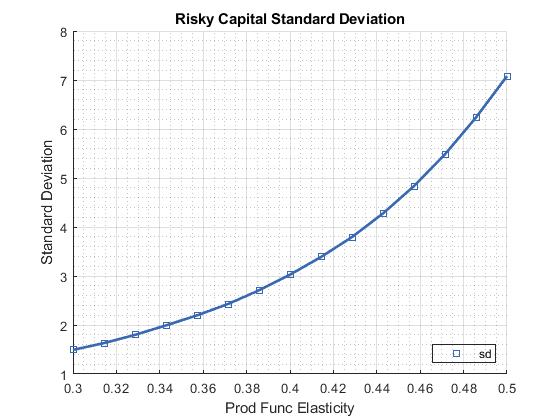 Risky Capital Standard Deviation
8
7
6
5
4
3
2
1
Standard Deviation
sd
0.3 0.32 0.34 0.36 0.38 0.4 0.42 0.44 0.46 0.48 0.5
Prod Func Elasticity